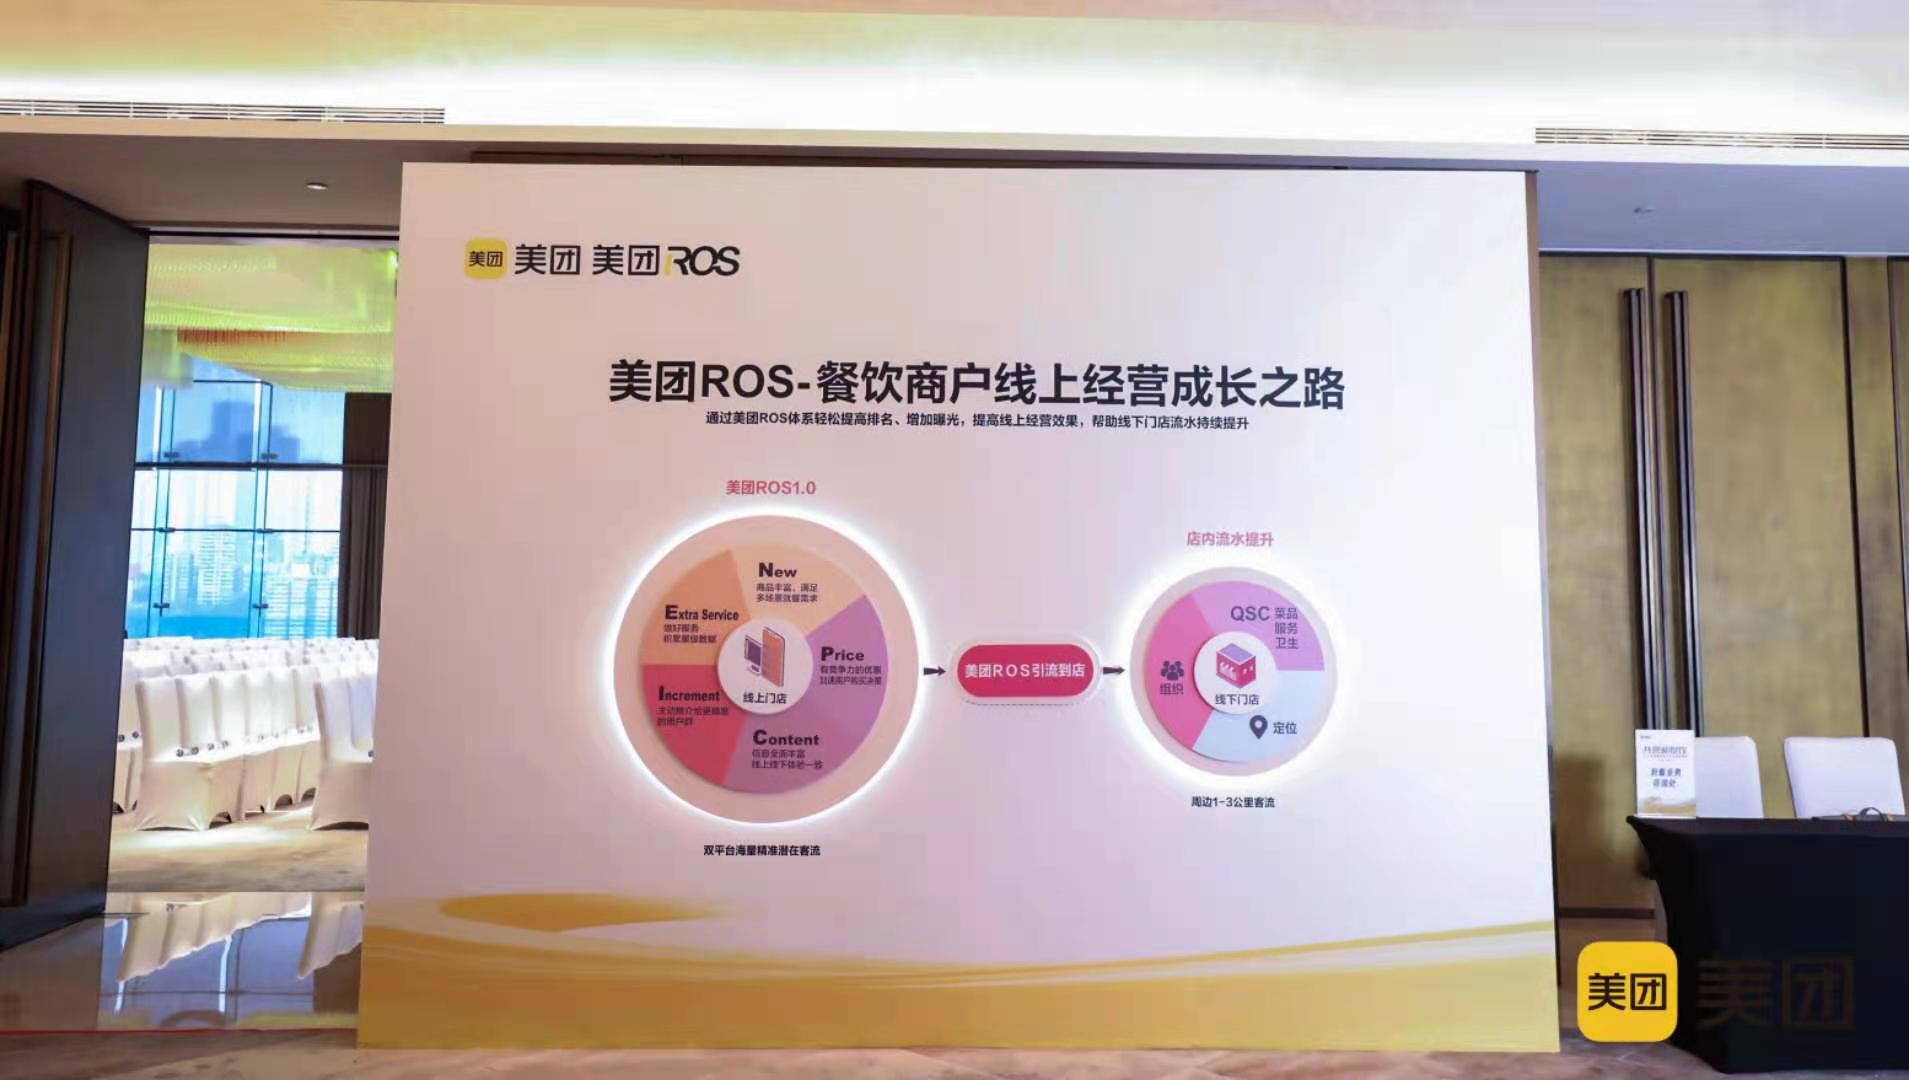 美团 美团 美团ROS
美团ROS-餐饮商户线上经营成长之路
通过美团ROS体系轻松提高排名、增加曝光，提高线上经营效果，帮助线下门店流水持续提升
美团ROS1.0
New
商品丰富，满足
多场景就餐需求
Extra Service
做好服务
积累星级数据
Price
有竞争力的优惠
加速用户购买决策
Increment
主动推介给更精准
的用户群
线上门店
Content
信息全面丰富
线上线下体验一致
双平台海量精准潜在客流
美团ROS引流到店
店内流水提升
QSC 菜品
服务
卫生
组织
线下门店
定位
周边1-3公里客流
咨询处
美团 美团